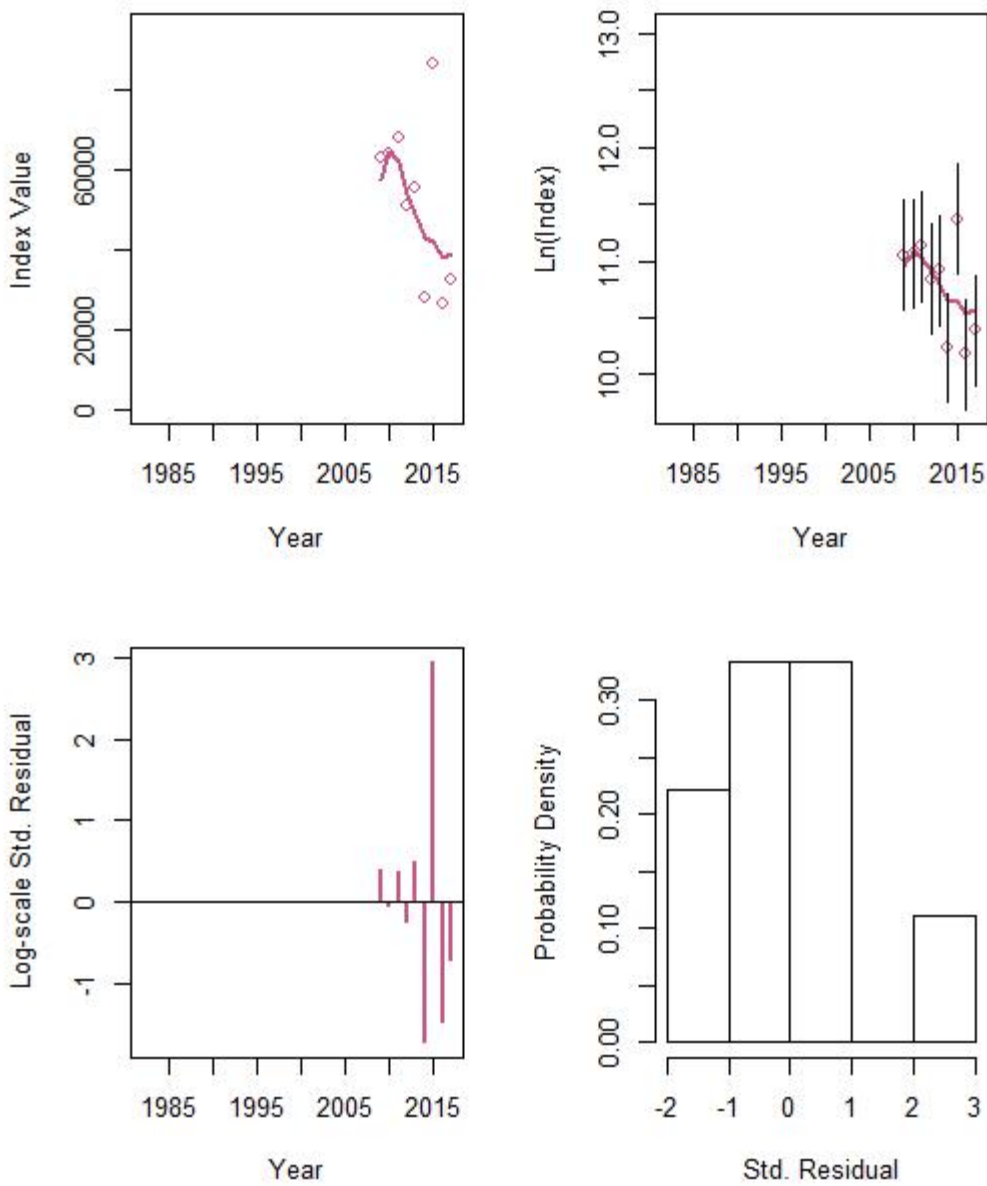 Index Value
0
20000
60000
1985 1995 2005 2015
Year
Ln(Index)
10.0
11.0
12.0
13.0
1985 1995 2005 2015
Year
Log-scale Std. Residual
-1
0
1
2
3
1985 1995 2005 2015
Year
Probability Density
0.00
0.10
0.20
0.30
-2 -1 0 1 2 3
Std. Residual